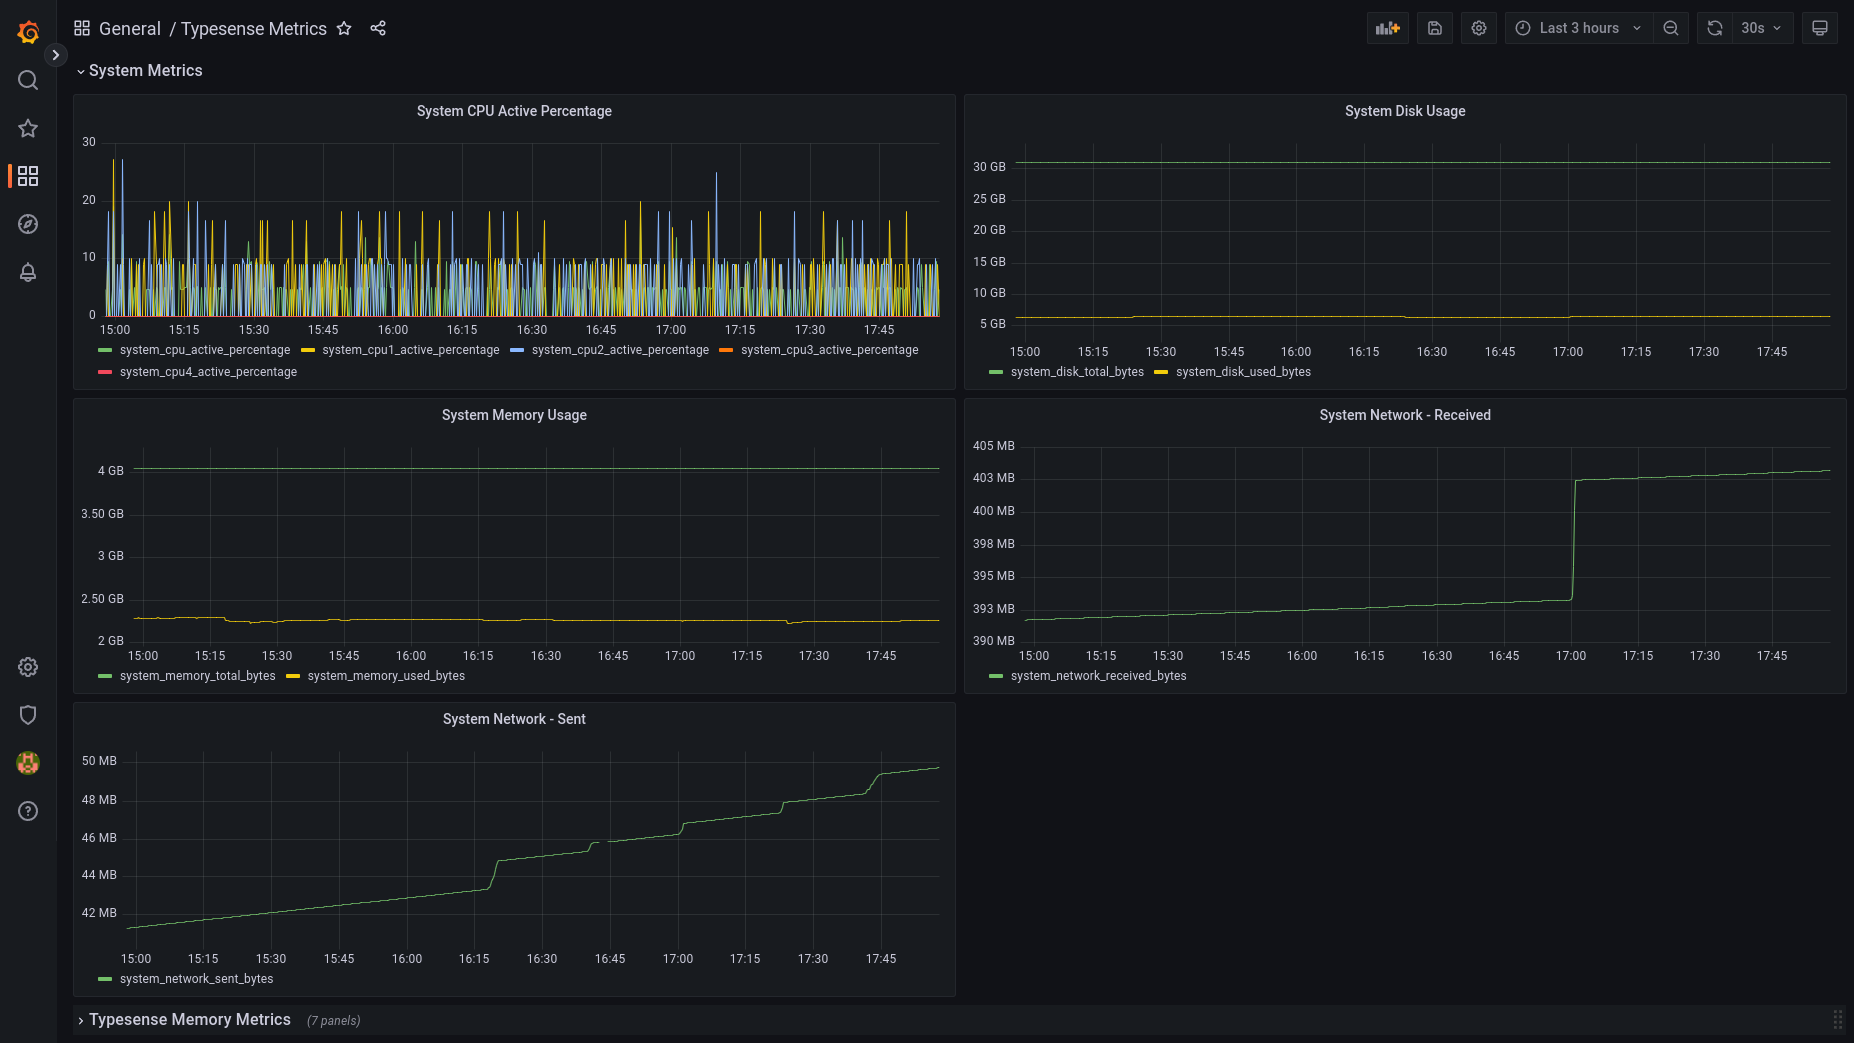 General / Typesense Metrics
Last 3 hours
30s
System Metrics
System CPU Active Percentage
30
20
10
0
15:00 15:15 15:30 15:45 16:00 16:15 16:30 16:45 17:00 17:15 17:30 17:45
system_cpu_active_percentage system_cpu1_active_percentage system_cpu2_active_percentage system_cpu3_active_percentage
system_cpu4_active_percentage
System Disk Usage
30 GB
25 GB
20 GB
15 GB
10 GB
5 GB
15:00 15:15 15:30 15:45 16:00 16:15 16:30 16:45 17:00 17:15 17:30 17:45
system_disk_total_bytes system_disk_used_bytes
System Memory Usage
4 GB
3.50 GB
3 GB
2.50 GB
2 GB
15:00 15:15 15:30 15:45 16:00 16:15 16:30 16:45 17:00 17:15 17:30 17:45
system_memory_total_bytes system_memory_used_bytes
System Network - Received
405 MB
403 MB
400 MB
398 MB
395 MB
393 MB
390 MB
15:00 15:15 15:30 15:45 16:00 16:15 16:30 16:45 17:00 17:15 17:30 17:45
system_network_received_bytes
System Network - Sent
50 MB
48 MB
46 MB
44 MB
42 MB
15:00 15:15 15:30 15:45 16:00 16:15 16:30 16:45 17:00 17:15 17:30 17:45
system_network_sent_bytes
Typesense Memory Metrics (7 panels)